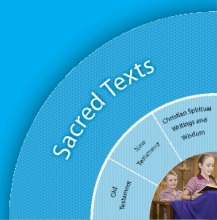 Sacred Texts
Old
Testament
New
Testament
Christian Spiritual
Writings and
Wisdom